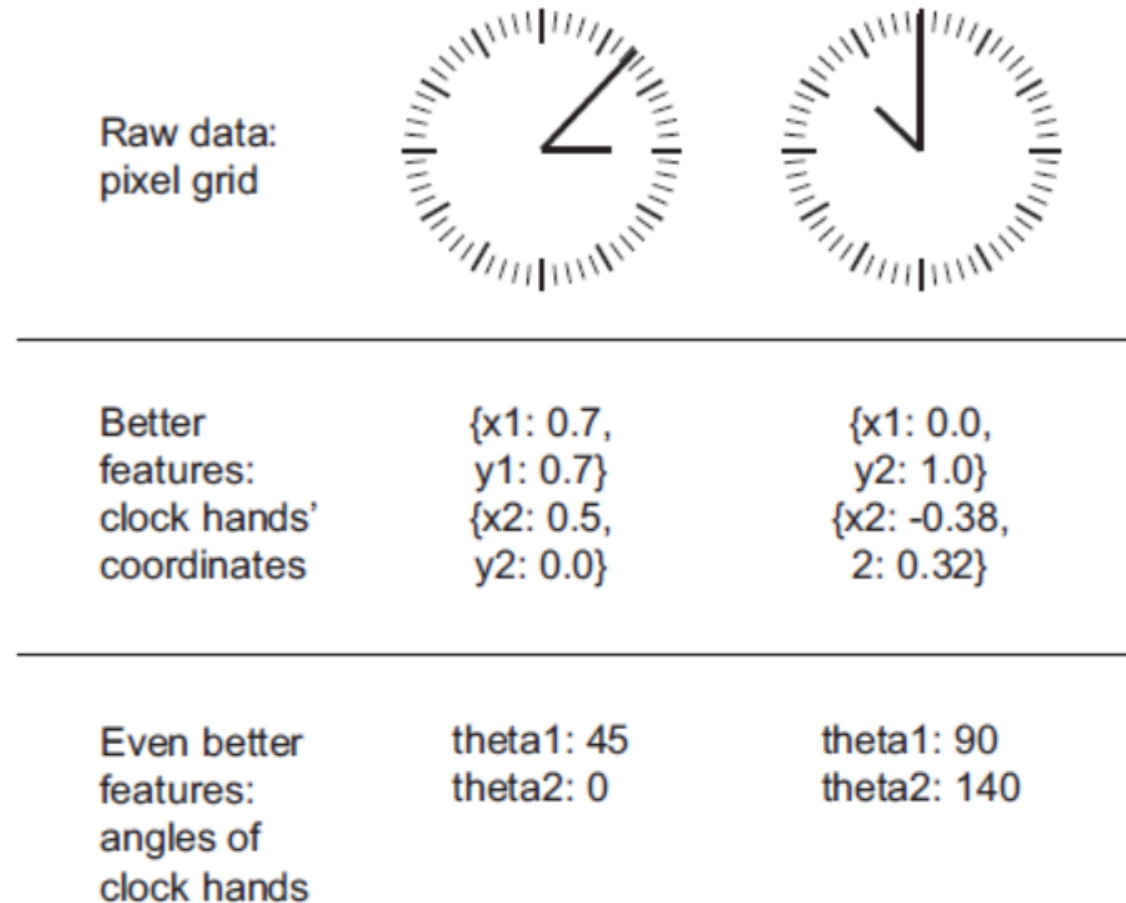 Raw data:
pixel grid
Better
features:
clock hands’
coordinates
{x1: 0.7,
y1: 0.7}
{x2: 0.5,
y2: 0.0}
{x1: 0.0,
y2: 1.0}
{x2: -0.38,
2: 0.32}
Even better
features:
angles of
clock hands
theta1: 45
theta2: 0
theta1: 90
theta2: 140